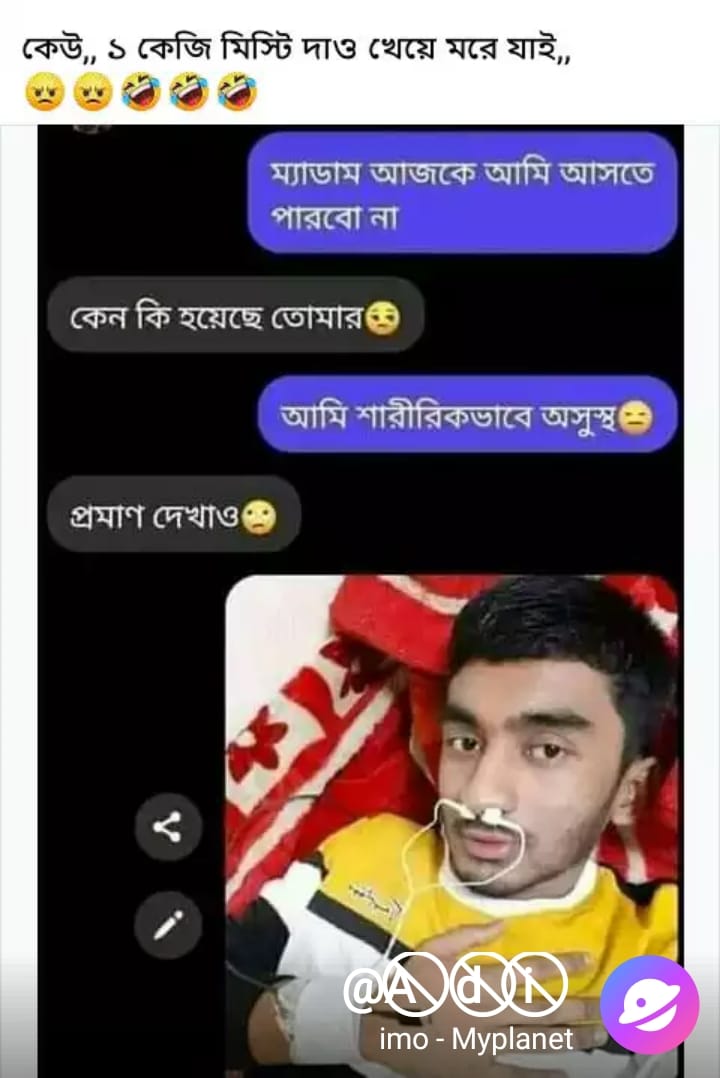 কেউ,, ১ কেজি মিস্টি দাও খেয়ে মরে যাই,,
😠😠🤣🤣🤣
ম্যাডাম আজকে আমি আসতে
পারবো না
কেন কি হয়েছে তোমার😔
আমি শারীরিকভাবে অসুস্থ😑
প্রমাণ দেখাও🙄
@A⃠d⃠i⃠
imo - Myplanet